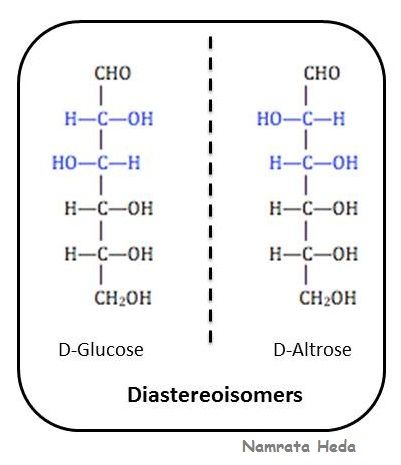 CHO CHO
H—C—OH HO—C—H
HO—C—H H—C—OH
H—C—OH H—C—OH
H—C—OH H—C—OH
CH₂OH CH₂OH
D-Glucose D-Altrose
Diastereoisomers
Namrata Heda